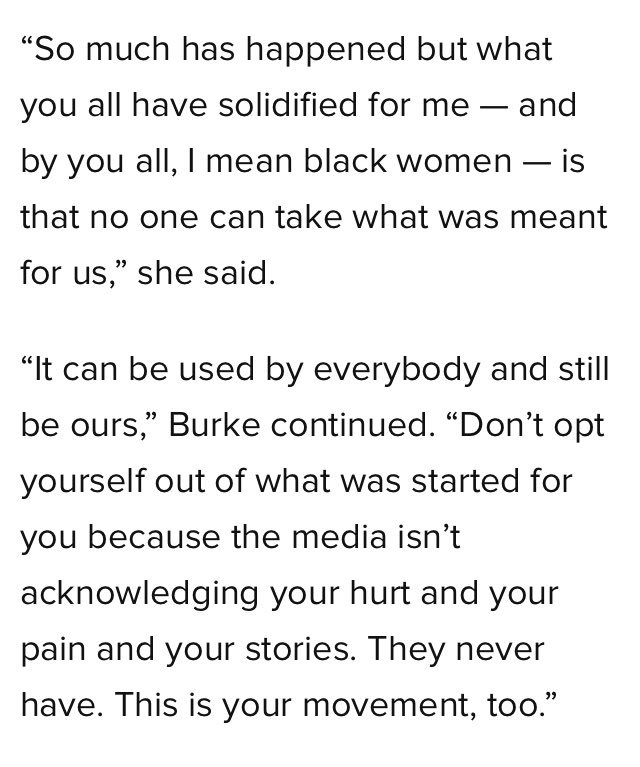 “So much has happened but what
you all have solidified for me — and
by you all, I mean black women — is
that no one can take what was meant
for us,” she said.
“It can be used by everybody and still
be ours,” Burke continued. “Don’t opt
yourself out of what was started for
you because the media isn’t
acknowledging your hurt and your
pain and your stories. They never
have. This is your movement, too.”